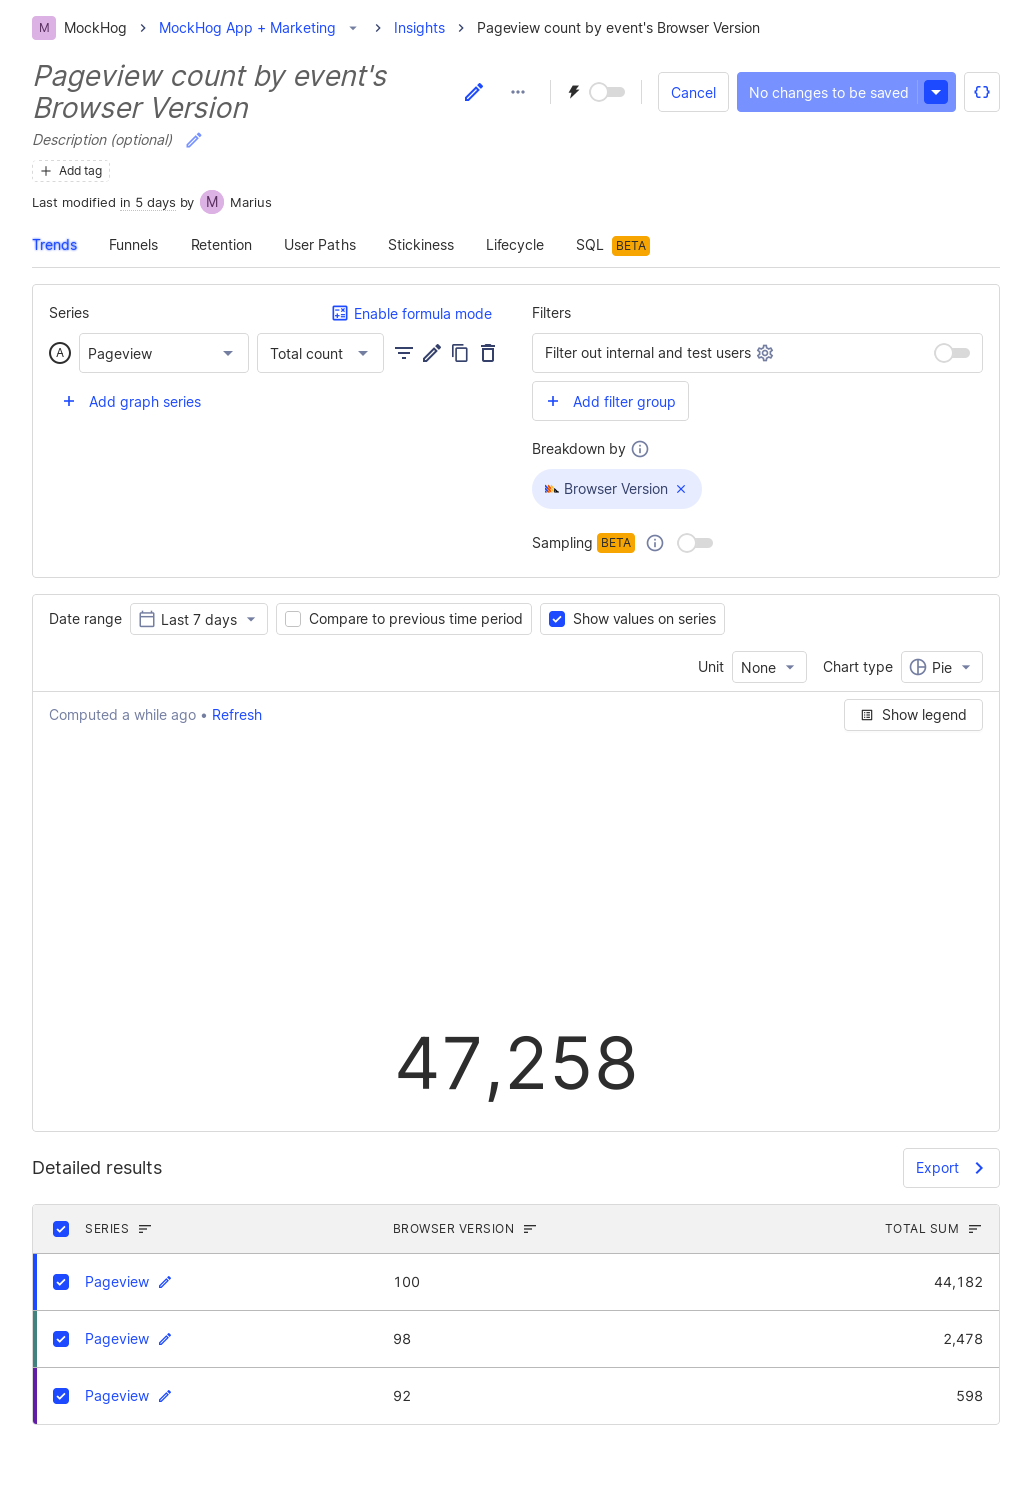 M MockHog MockHog App + Marketing Insights Pageview count by event's Browser Version
Pageview count by event's
Browser Version
Cancel No changes to be saved
Description (optional)
Add tag
Last modified in 5 days by M Marius
Trends Funnels Retention User Paths Stickiness Lifecycle SQL BETA
Series Enable formula mode
A Pageview Total count
Add graph series
Filters
Filter out internal and test users
Add filter group
Breakdown by
Browser Version
Sampling BETA
Date range Last 7 days Compare to previous time period Show values on series
Unit None Chart type Pie
Computed a while ago • Refresh Show legend
47,258
Detailed results Export
SERIES BROWSER VERSION TOTAL SUM
Pageview 100 44,182
Pageview 98 2,478
Pageview 92 598